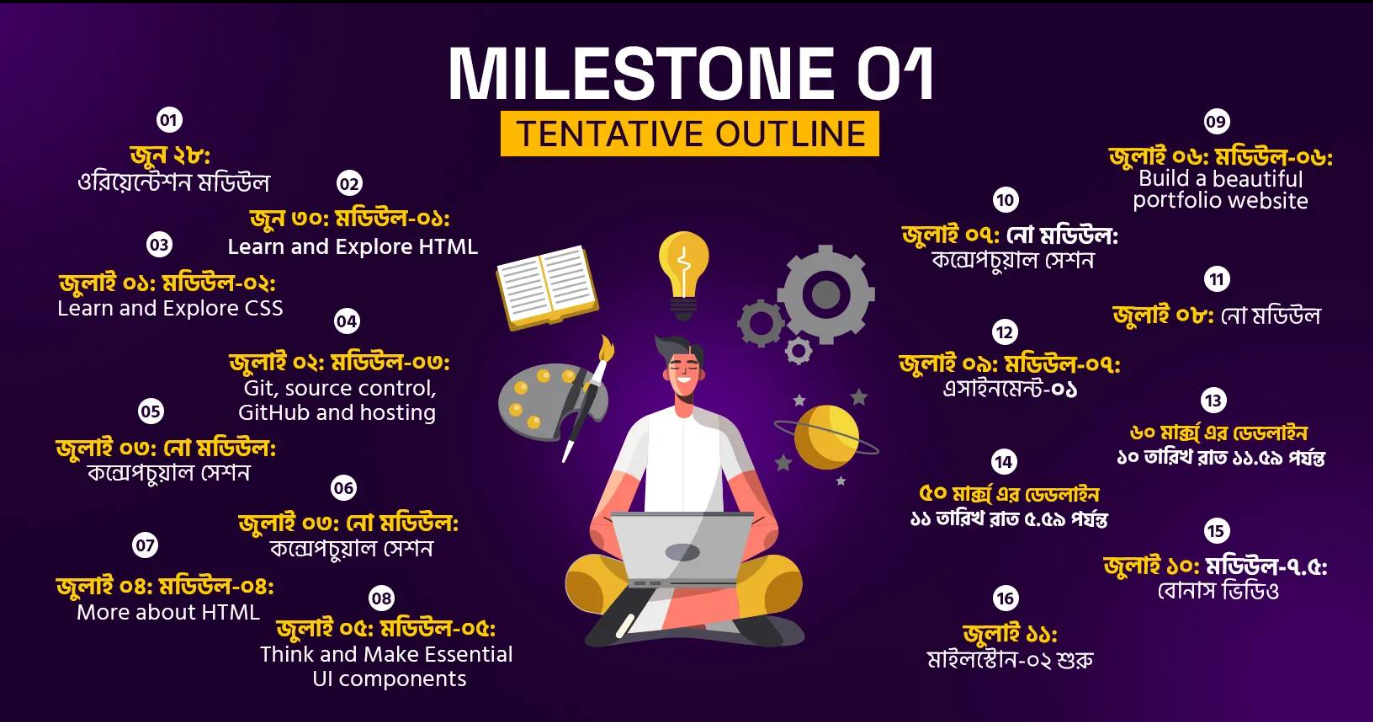 MILESTONE 01
TENTATIVE OUTLINE
01
জুন ২৮:
ওরিয়েন্টেশন মডিউল
02
জুন ৩০: মডিউল-০১:
Learn and Explore HTML
03
জুলাই ০১: মডিউল-০২:
Learn and Explore CSS
04
জুলাই ০২: মডিউল-০৩:
Git, source control,
GitHub and hosting
05
জুলাই ০৩: নো মডিউল:
কন্সেপচুয়াল সেশন
06
জুলাই ০৩: নো মডিউল:
কন্সেপচুয়াল সেশন
07
জুলাই ০৪: মডিউল-০৪:
More about HTML
08
জুলাই ০৫: মডিউল-০৫:
Think and Make Essential
UI components
09
জুলাই ০৬: মডিউল-০৬:
Build a beautiful
portfolio website
10
জুলাই ০৭: নো মডিউল:
কন্সেপচুয়াল সেশন
11
জুলাই ০৮: নো মডিউল
12
জুলাই ০৯: মডিউল-০৭:
এসাইনমেন্ট-০১
13
৬০ মার্ক্স এর ডেডলাইন
১০ তারিখ রাত ১১.৫৯ পর্যন্ত
14
৫০ মার্ক্স এর ডেডলাইন
১১ তারিখ রাত ৫.৫৯ পর্যন্ত
15
জুলাই ১০: মডিউল-৭.৫:
বোনাস ভিডিও
16
জুলাই ১১:
মাইলস্টোন-০২ শুরু